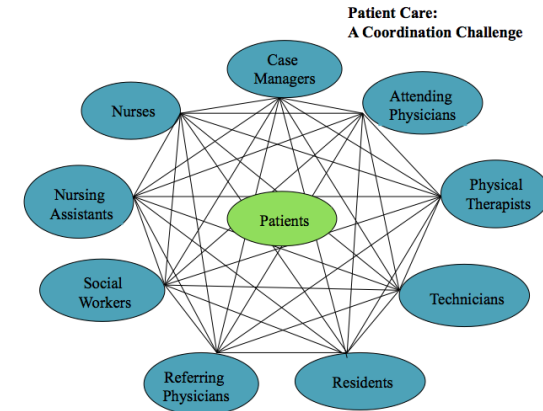 Patient Care:
A Coordination Challenge
Case
Managers
Attending
Physicians
Nurses
Physical
Therapists
Nursing
Assistants
Patients
Social
Workers
Technicians
Referring
Physicians
Residents